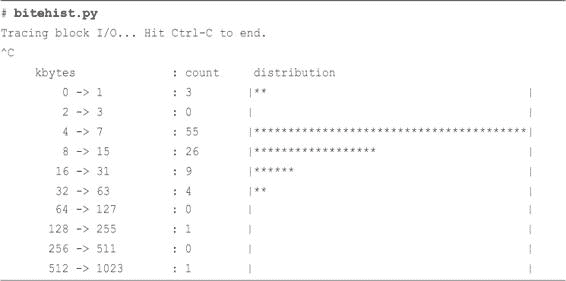 # bitehist.py
Tracing block I/O... Hit Ctrl-C to end.
^C
     kbytes              : count     distribution
         0 -> 1          : 3        |**                                      |
         2 -> 3          : 0        |                                        |
         4 -> 7          : 55       |****************************************|
         8 -> 15         : 26       |******************                      |
        16 -> 31         : 9        |******                                  |
        32 -> 63         : 4        |**                                      |
        64 -> 127        : 0        |                                        |
       128 -> 255        : 1        |                                        |
       256 -> 511        : 0        |                                        |
       512 -> 1023       : 1        |                                        |